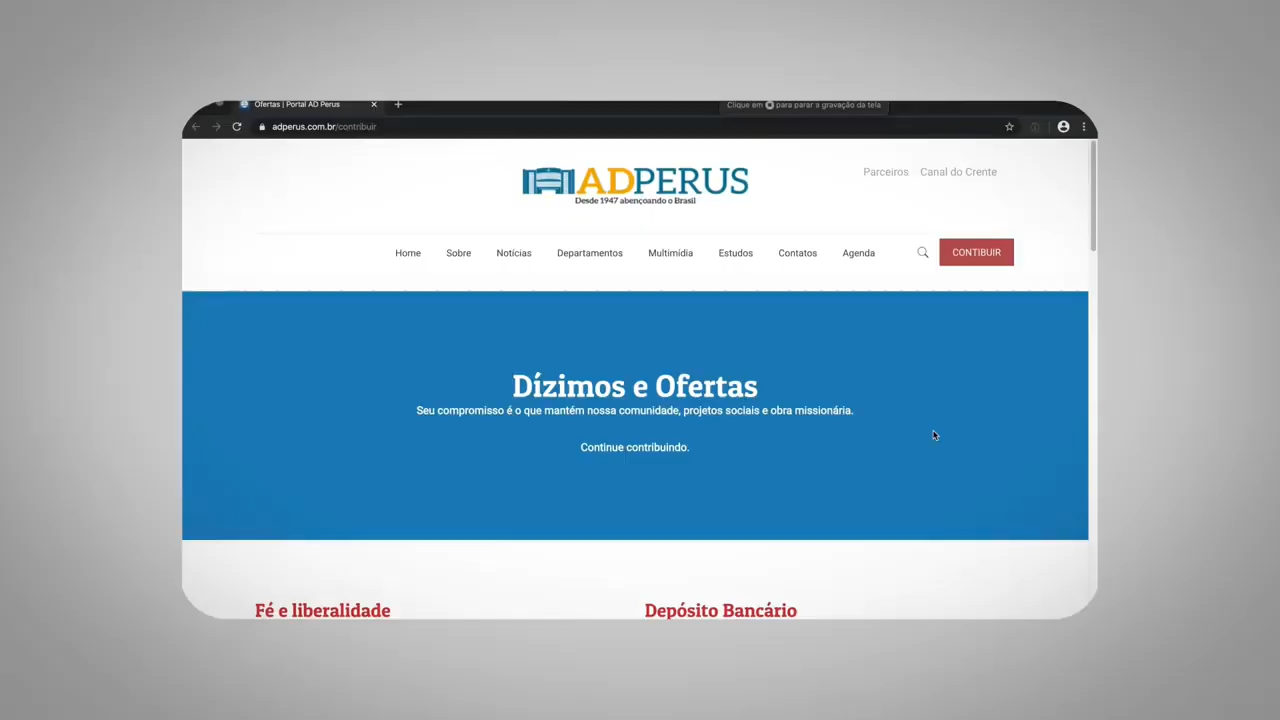 Ofertas | Portal AD Perus
Clique em para parar a gravação da tela
adperus.com.br/contribuir
ADPERUS
Desde 1947 abençoando o Brasil
Parceiros Canal do Crente
Home Sobre Notícias Departamentos Multimídia Estudos Contatos Agenda CONTIBUIR
Dízimos e Ofertas
Seu compromisso é o que mantém nossa comunidade, projetos sociais e obra missionária.
Continue contribuindo.
Fé e liberalidade
Depósito Bancário